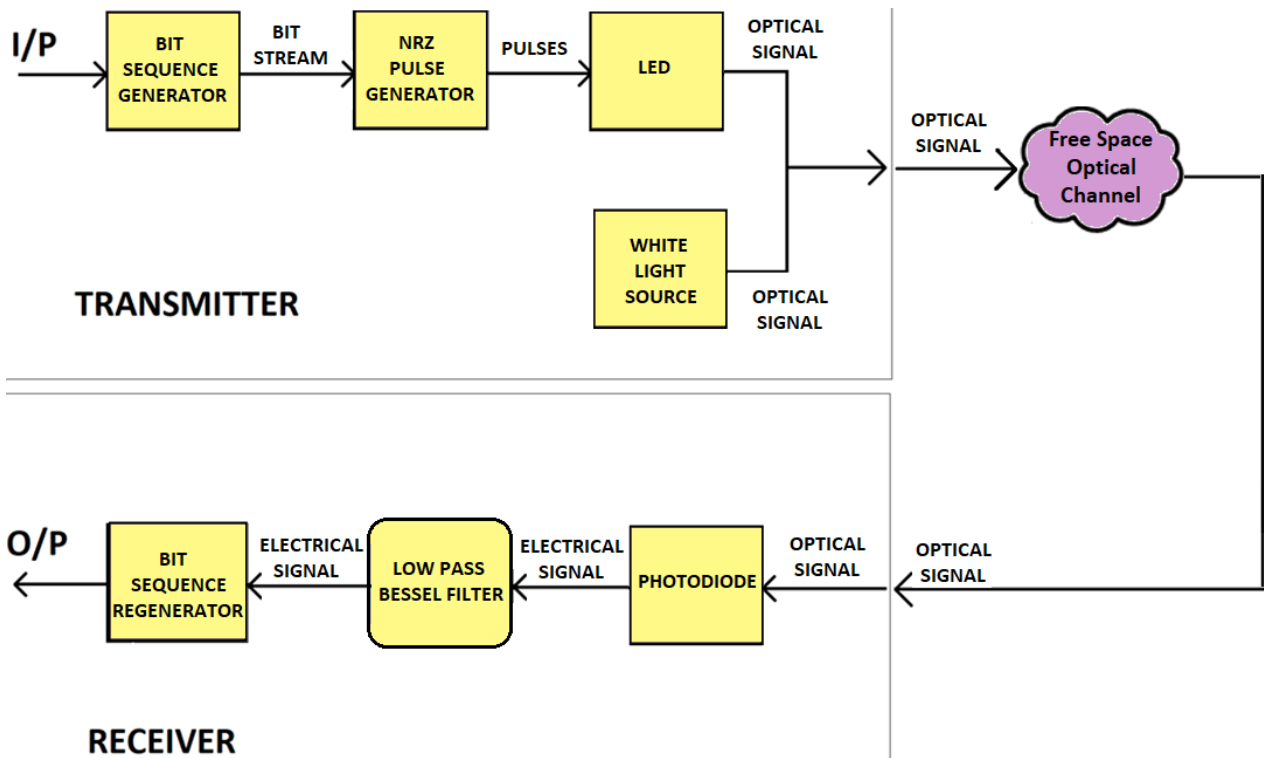 I/P
BIT
SEQUENCE
GENERATOR
BIT
STREAM
NRZ
PULSE
GENERATOR
PULSES
LED
OPTICAL
SIGNAL
WHITE
LIGHT
SOURCE
OPTICAL
SIGNAL
TRANSMITTER
OPTICAL
SIGNAL
Free Space
Optical
Channel
O/P
BIT
SEQUENCE
REGENERATOR
ELECTRICAL
SIGNAL
LOW PASS
BESSEL FILTER
ELECTRICAL
SIGNAL
PHOTODIODE
OPTICAL
SIGNAL
OPTICAL
SIGNAL
RECEIVER